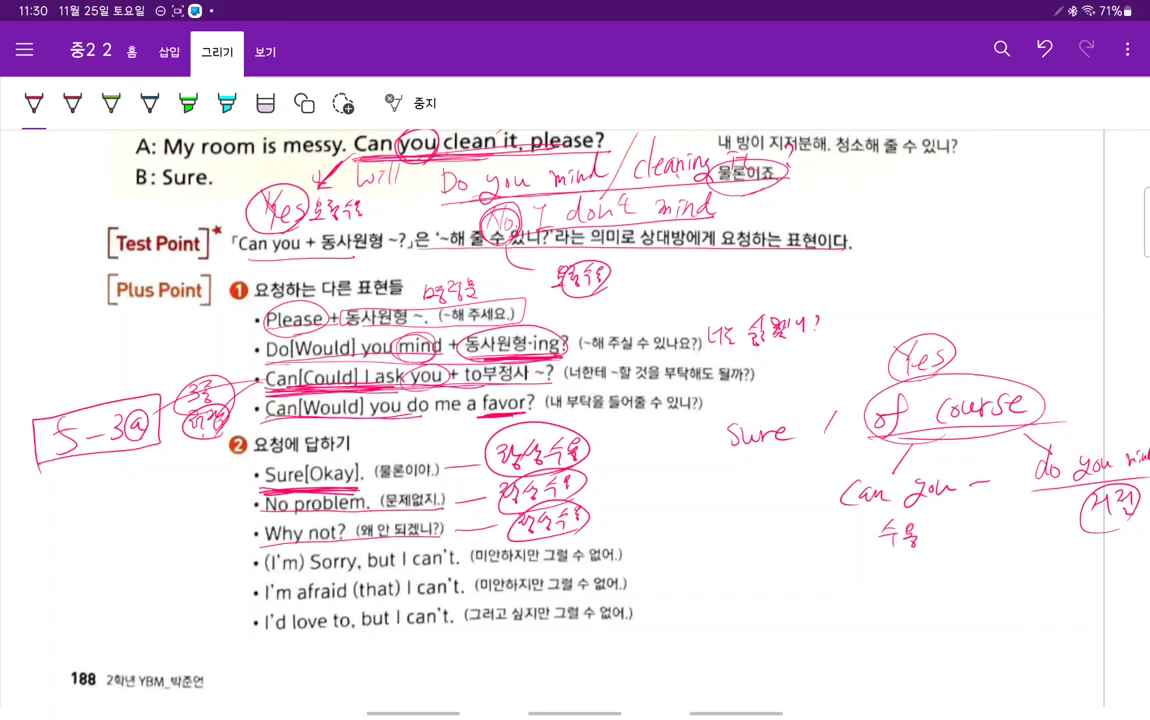 11:30 11월 25일 토요일 71%
중2 2 홈 삽입 그리기 보기
중지
A: My room is messy. Can you clean it, please?
내 방이 지저분해. 청소해 줄 수 있니?
B: Sure.
물론이죠.
will Do you mind / cleaning it ?
Yes 요청수용
No. I don't mind
[Test Point]★ 「Can you + 동사원형 ~?」은 '~해 줄 수 있니?'라는 의미로 상대방에게 요청하는 표현이다.
요청수용
[Plus Point] ❶ 요청하는 다른 표현들
명령문
• Please + 동사원형 ~. (~해 주세요.)
• Do[Would] you mind + 동사원형-ing? (~해 주실 수 있나요?)
• Can[Could] I ask you + to부정사 ~? (너한테 ~할 것을 부탁해도 될까?)
• Can[Would] you do me a favor? (내 부탁을 들어줄 수 있니?)
5-3@
Yes
Sure / of course
can you ~
수용
do you mind
거절
❷ 요청에 답하기
• Sure[Okay]. (물론이야.) 항상수용
• No problem. (문제없지.) 항상수용
• Why not? (왜 안 되겠니?) 항상수용
• (I'm) Sorry, but I can't. (미안하지만 그럴 수 없어.)
• I'm afraid (that) I can't. (미안하지만 그럴 수 없어.)
• I'd love to, but I can't. (그러고 싶지만 그럴 수 없어.)
188 2학년 YBM_박준언